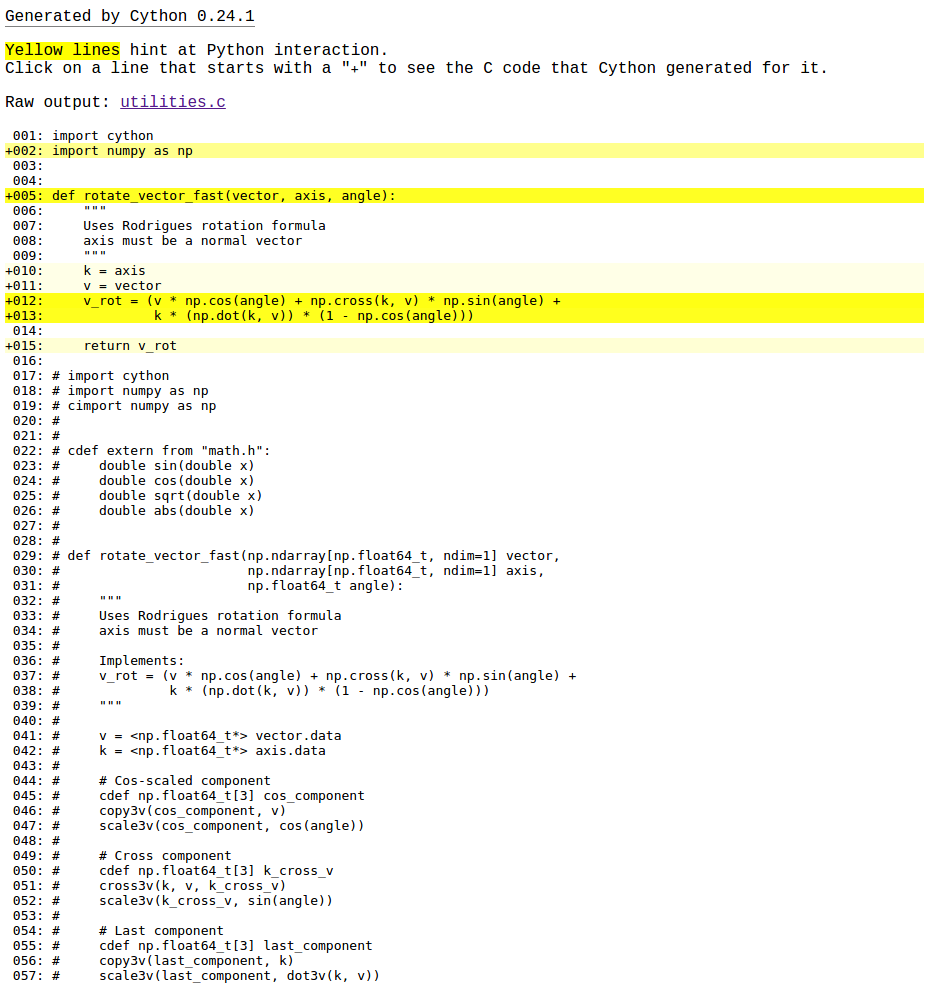 Generated by Cython 0.24.1
Yellow lines hint at Python interaction.
Click on a line that starts with a "+" to see the C code that Cython generated for it.
Raw output: utilities.c
 001: import cython
+002: import numpy as np
 003:
 004:
+005: def rotate_vector_fast(vector, axis, angle):
 006:     """
 007:     Uses Rodrigues rotation formula
 008:     axis must be a normal vector
 009:     """
+010:     k = axis
+011:     v = vector
+012:     v_rot = (v * np.cos(angle) + np.cross(k, v) * np.sin(angle) +
+013:              k * (np.dot(k, v)) * (1 - np.cos(angle)))
 014:
+015:     return v_rot
 016:
 017: # import cython
 018: # import numpy as np
 019: # cimport numpy as np
 020: #
 021: #
 022: # cdef extern from "math.h":
 023: #     double sin(double x)
 024: #     double cos(double x)
 025: #     double sqrt(double x)
 026: #     double abs(double x)
 027: #
 028: #
 029: # def rotate_vector_fast(np.ndarray[np.float64_t, ndim=1] vector,
 030: #                        np.ndarray[np.float64_t, ndim=1] axis,
 031: #                        np.float64_t angle):
 032: #     """
 033: #     Uses Rodrigues rotation formula
 034: #     axis must be a normal vector
 035: #
 036: #     Implements:
 037: #     v_rot = (v * np.cos(angle) + np.cross(k, v) * np.sin(angle) +
 038: #              k * (np.dot(k, v)) * (1 - np.cos(angle)))
 039: #     """
 040: #
 041: #     v = <np.float64_t*> vector.data
 042: #     k = <np.float64_t*> axis.data
 043: #
 044: #     # Cos-scaled component
 045: #     cdef np.float64_t[3] cos_component
 046: #     copy3v(cos_component, v)
 047: #     scale3v(cos_component, cos(angle))
 048: #
 049: #     # Cross component
 050: #     cdef np.float64_t[3] k_cross_v
 051: #     cross3v(k, v, k_cross_v)
 052: #     scale3v(k_cross_v, sin(angle))
 053: #
 054: #     # Last component
 055: #     cdef np.float64_t[3] last_component
 056: #     copy3v(last_component, k)
 057: #     scale3v(last_component, dot3v(k, v))